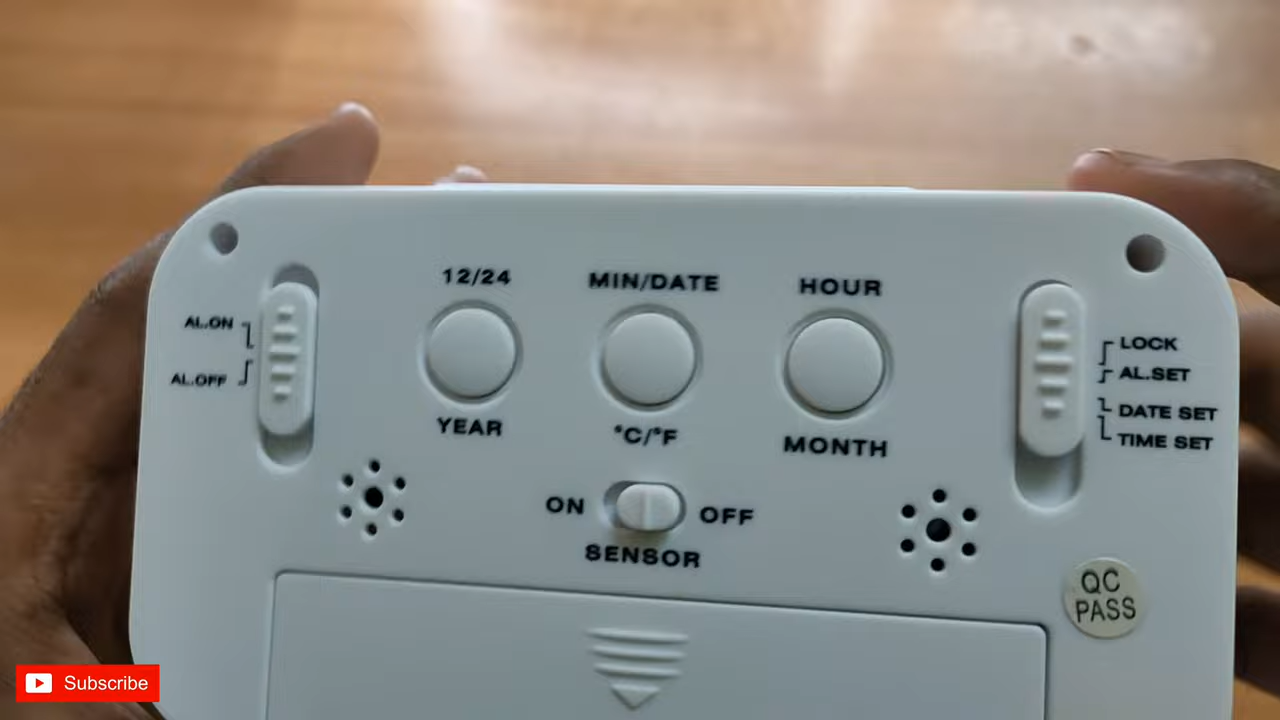 12/24
MIN/DATE
HOUR
AL.ON
AL.OFF
LOCK
AL.SET
DATE SET
TIME SET
YEAR
°C/°F
MONTH
ON
OFF
SENSOR
QC
PASS
Subscribe